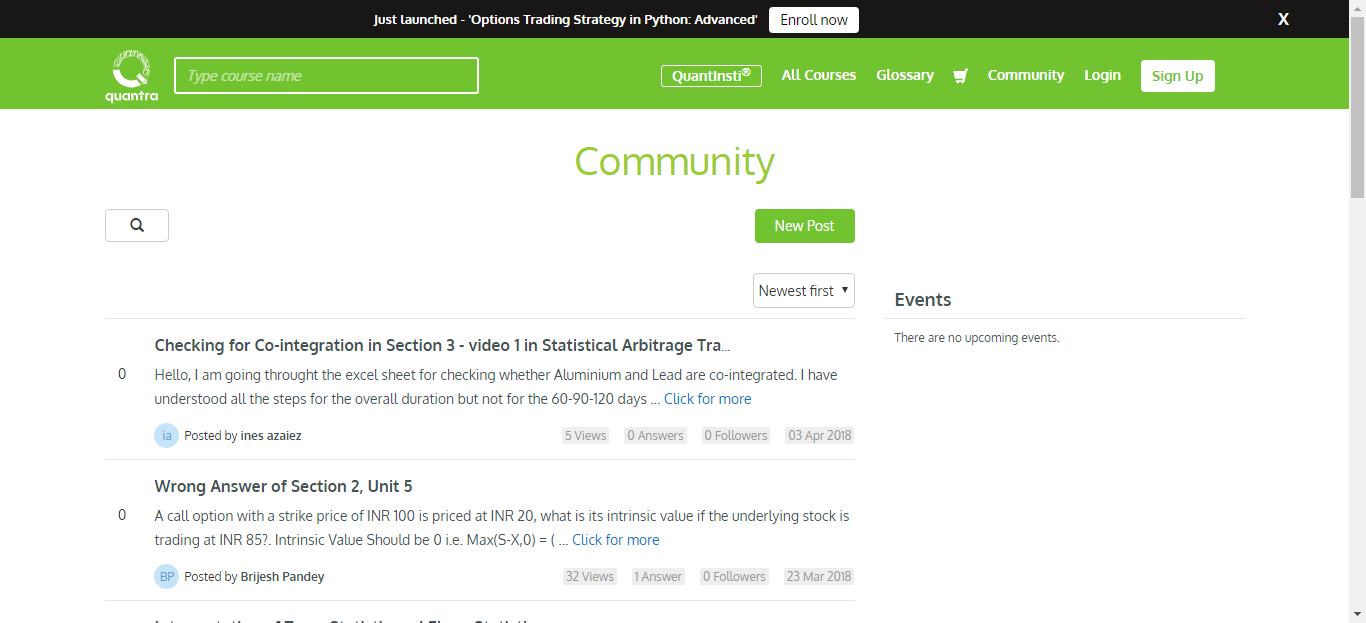 Just launched - 'Options Trading Strategy in Python: Advanced' Enroll now X
quantra
Type course name
QuantInsti® All Courses Glossary Community Login Sign Up
Community
New Post
Newest first
Events
There are no upcoming events.
Checking for Co-integration in Section 3 - video 1 in Statistical Arbitrage Tra...
0
Hello, I am going throught the excel sheet for checking whether Aluminium and Lead are co-integrated. I have
understood all the steps for the overall duration but not for the 60-90-120 days ... Click for more
ia Posted by ines azaiez 5 Views 0 Answers 0 Followers 03 Apr 2018
Wrong Answer of Section 2, Unit 5
0
A call option with a strike price of INR 100 is priced at INR 20, what is its intrinsic value if the underlying stock is
trading at INR 85?. Intrinsic Value Should be 0 i.e. Max(S-X,0) = ( ... Click for more
BP Posted by Brijesh Pandey 32 Views 1 Answer 0 Followers 23 Mar 2018